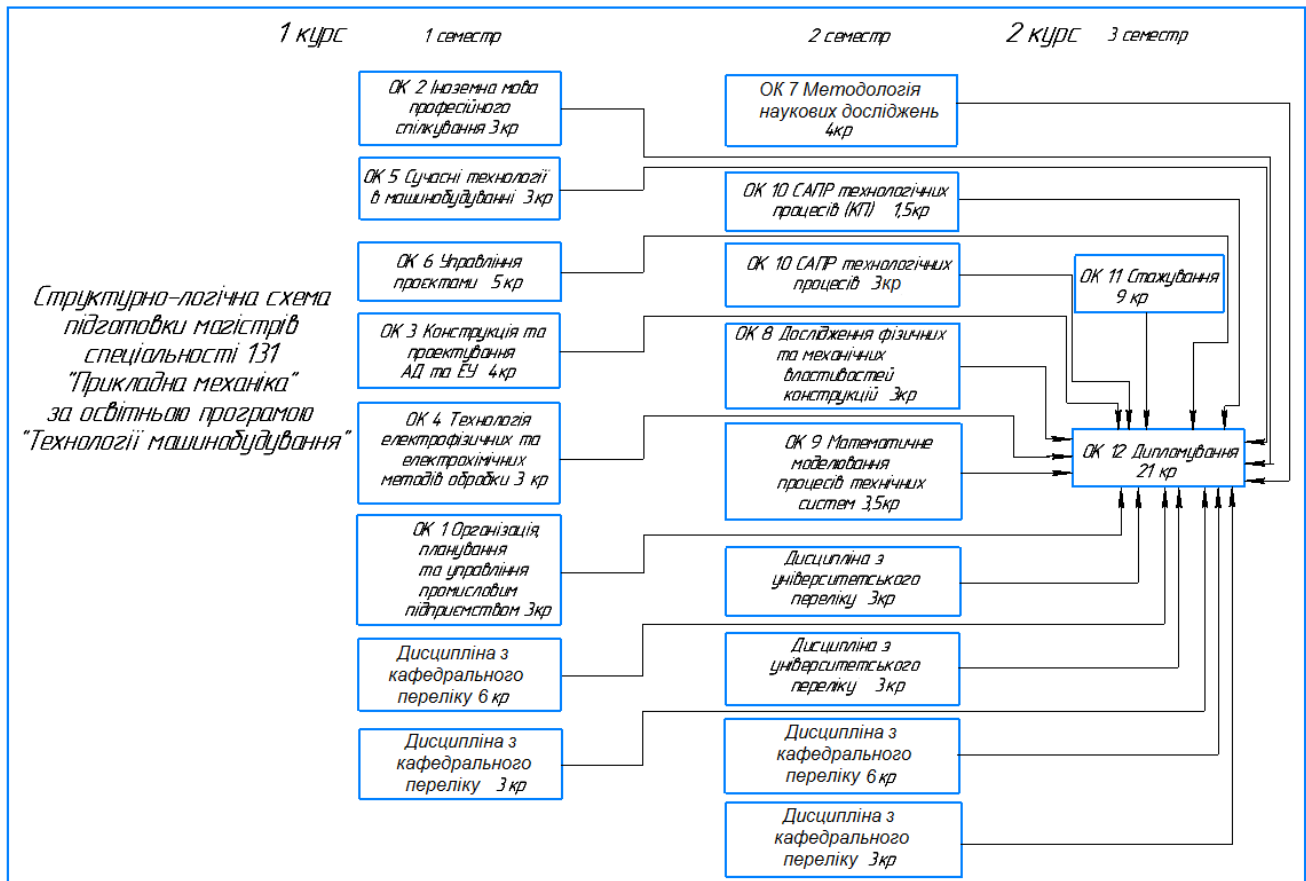 1 курс
1 семестр
2 семестр
2 курс
3 семестр
Структурно-логічна схема
підготовки магістрів
спеціальності 131
"Прикладна механіка"
за освітньою програмою
"Технології машинобудування"
ОК 2 Іноземна мова
професійного
спілкування 3кр
ОК 5 Сучасні технології
в машинобудуванні 3кр
ОК 6 Управління
проєктами 5кр
ОК 3 Конструкція та
проектування
АД та ЕУ 4кр
ОК 4 Технологія
електрофізичних та
електрохімічних
методів обробки 3 кр
ОК 1 Організація,
планування
та управління
промисловим
підприємством 3кр
Дисципліна з
кафедрального
переліку 6 кр
Дисципліна з
кафедрального
переліку 3кр
ОК 7 Методологія
наукових досліджень
4кр
ОК 10 САПР технологічних
процесів (КП) 1,5кр
ОК 10 САПР технологічних
процесів 3кр
ОК 8 Дослідження фізичних
та механічних
властивастей
конструкцій 3кр
ОК 9 Математичне
моделювання
процесів технічних
систем 3,5кр
Дисципліна з
університетського
переліку 3кр
Дисципліна з
університетського
переліку 3кр
Дисципліна з
кафедрального
переліку 6кр
Дисципліна з
кафедрального
переліку 3кр
ОК 11 Стажування
9 кр
ОК 12 Дипломування
21 кр